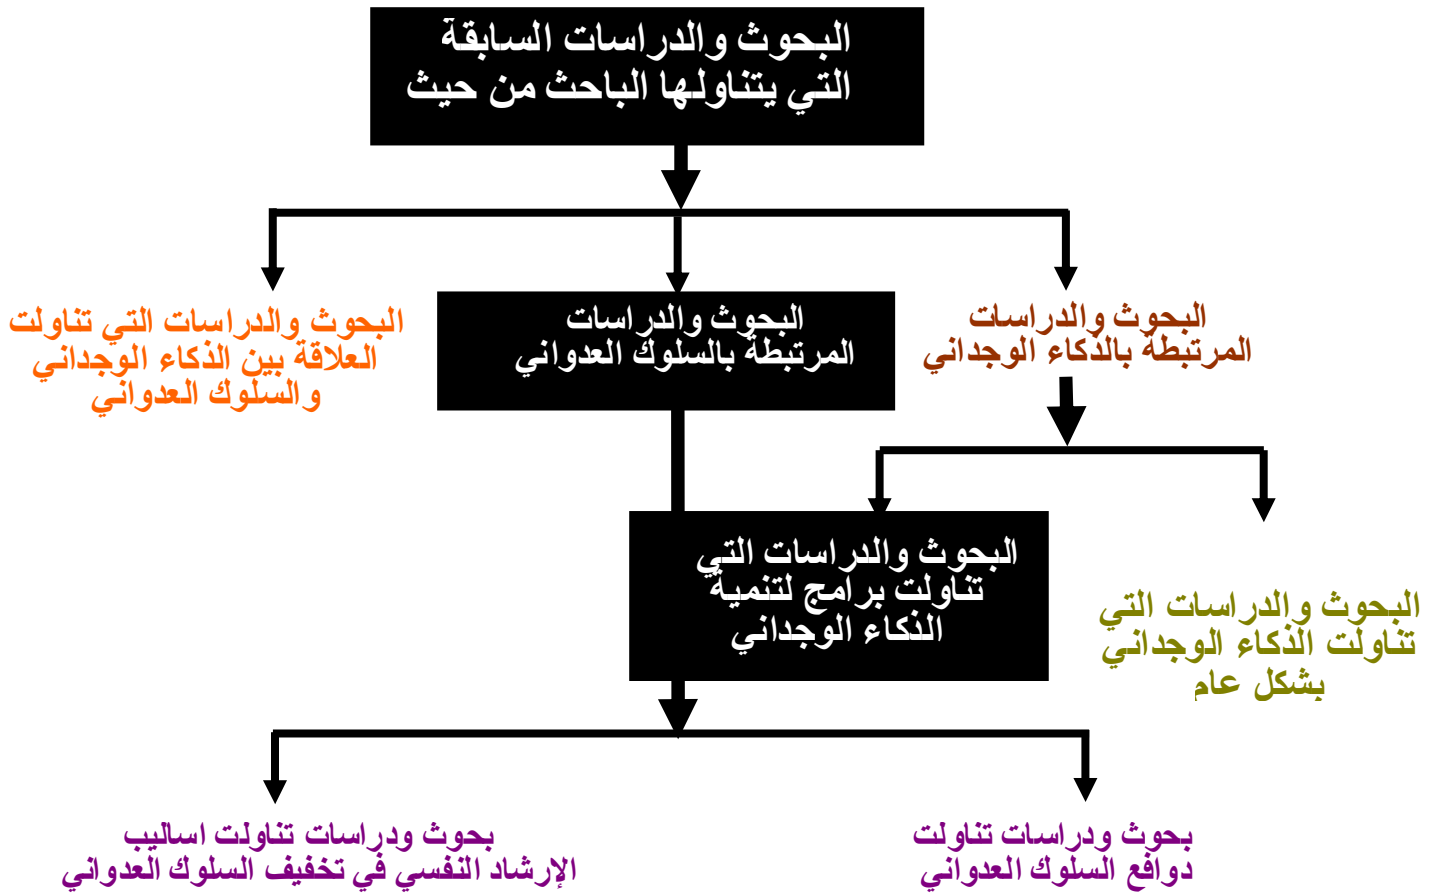 البحوث والدراسات السابقة
التي يتناولها الباحث من حيث
البحوث والدراسات
المرتبطة بالذكاء الوجداني
البحوث والدراسات
المرتبطة بالسلوك العدواني
البحوث والدراسات التي تناولت
العلاقة بين الذكاء الوجداني
والسلوك العدواني
البحوث والدراسات التي
تناولت الذكاء الوجداني
بشكل عام
البحوث والدراسات التي
تناولت برامج لتنمية
الذكاء الوجداني
بحوث ودراسات تناولت
دوافع السلوك العدواني
بحوث ودراسات تناولت اساليب
الإرشاد النفسي في تخفيف السلوك العدواني